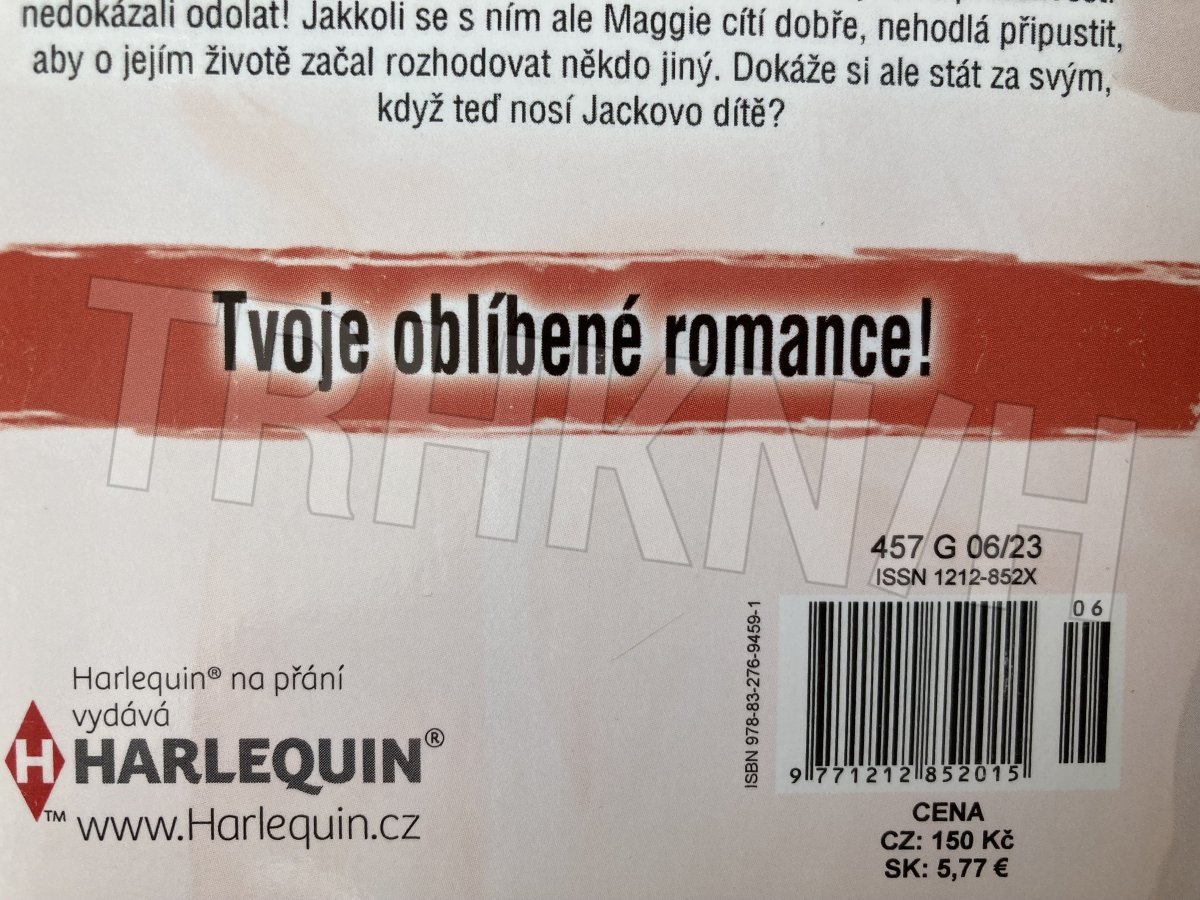 nedokázali odolat! Jakkoli se s ním ale Maggie cítí dobře, nehodlá připustit,
aby o jejím životě začal rozhodovat někdo jiný. Dokáže si ale stát za svým,
když teď nosí Jackovo dítě?
Tvoje oblíbené romance!
TRHKN/H
457 G 06/23
ISSN 1212-852X
06
ISBN 978-83-276-9459-1
9 771212 852015
CENA
CZ: 150 Kč
SK: 5,77 €
Harlequin® na přání
vydává
H HARLEQUIN®
™ www.Harlequin.cz